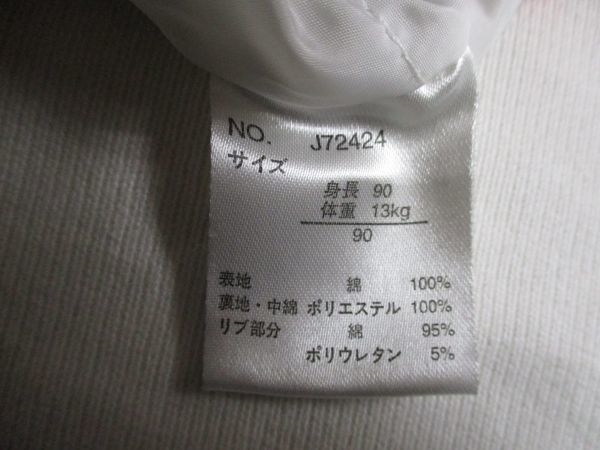 NO. J72424
サイズ
身長 90
体重 13kg
90
表地 綿 100%
裏地・中綿 ポリエステル 100%
リブ部分 綿 95%
ポリウレタン 5%